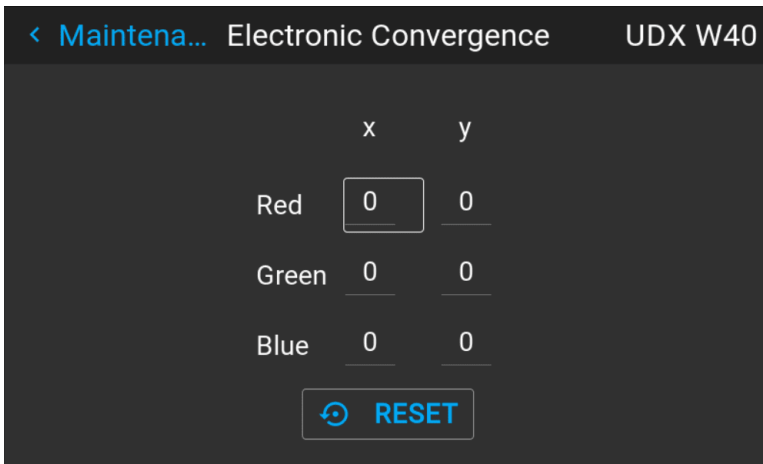 < Maintena... Electronic Convergence UDX W40
x y
Red 0 0
Green 0 0
Blue 0 0
RESET